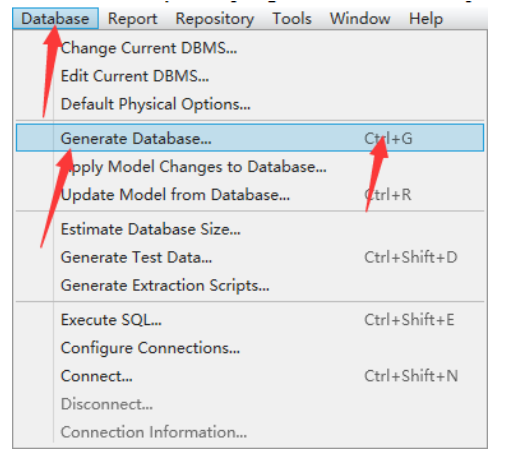 Database Report Repository Tools Window Help
Change Current DBMS...
Edit Current DBMS...
Default Physical Options...
Generate Database... Ctrl+G
Apply Model Changes to Database...
Update Model from Database... Ctrl+R
Estimate Database Size...
Generate Test Data... Ctrl+Shift+D
Generate Extraction Scripts...
Execute SQL... Ctrl+Shift+E
Configure Connections...
Connect... Ctrl+Shift+N
Disconnect...
Connection Information...